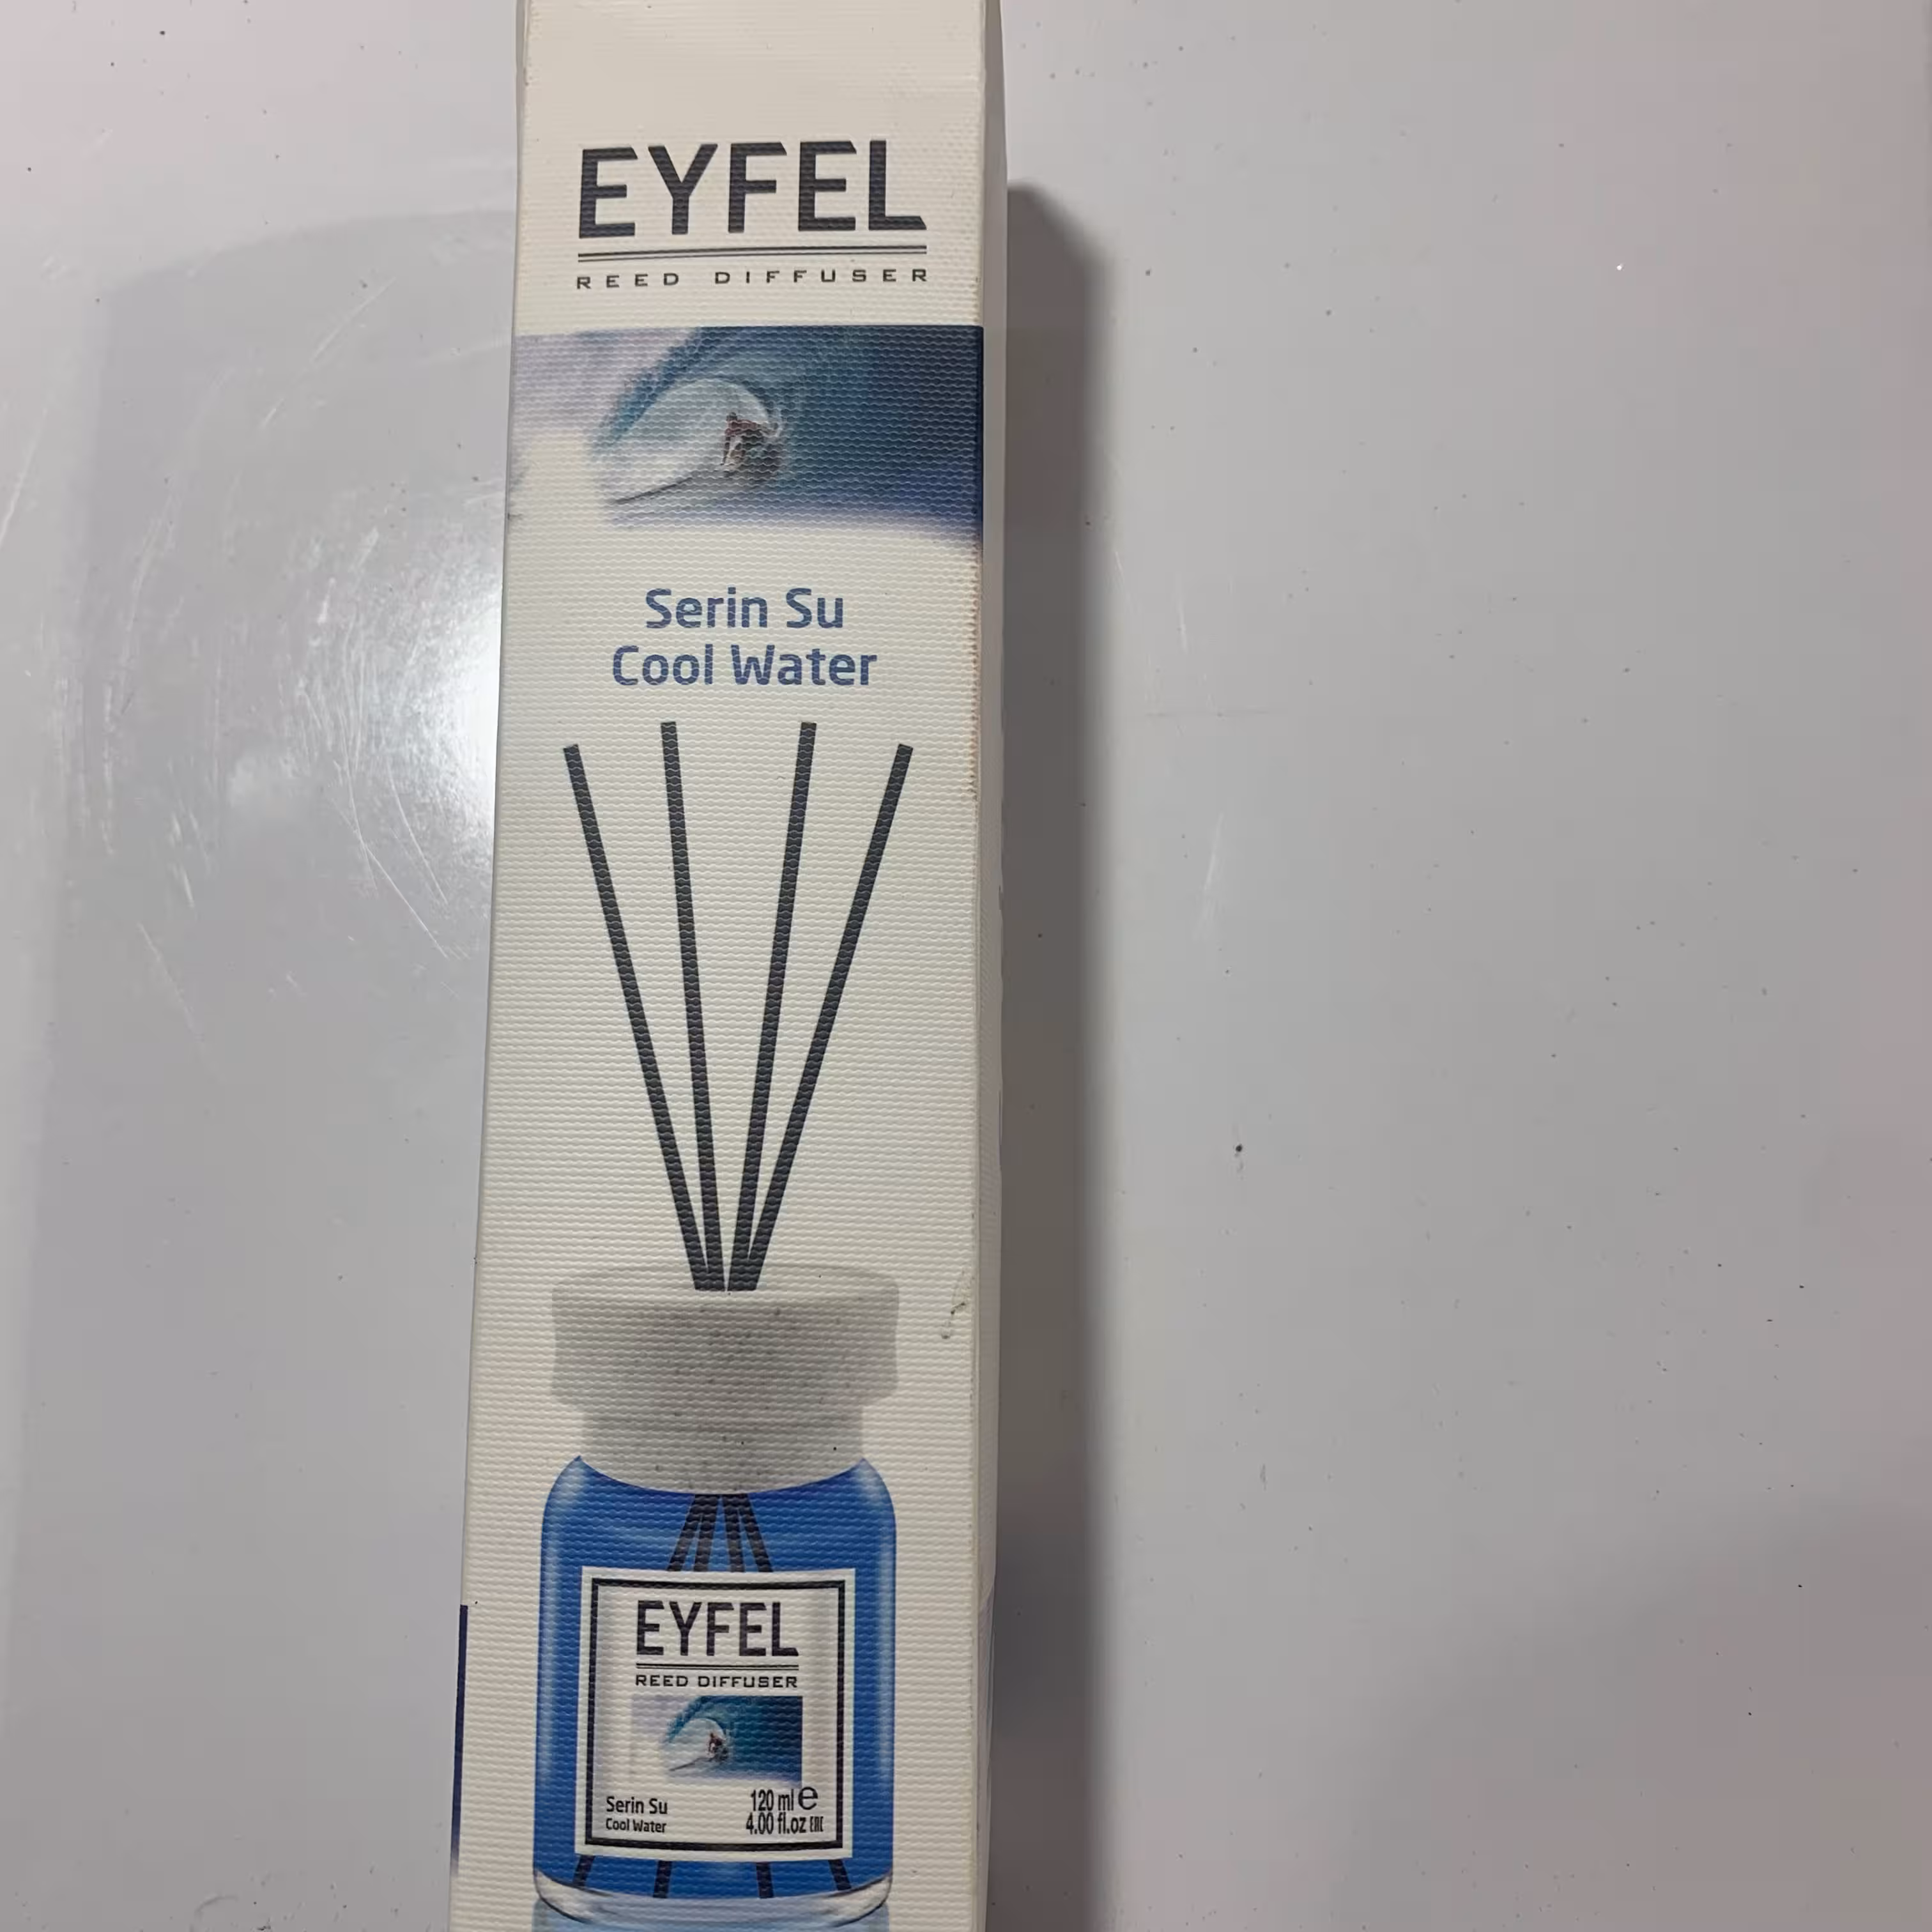 EYFEL
REED DIFFUSER
Serin Su
Cool Water
EYFEL
REED DIFFUSER
Serin Su 120 ml e
Cool Water 4.00 fl.oz EAC